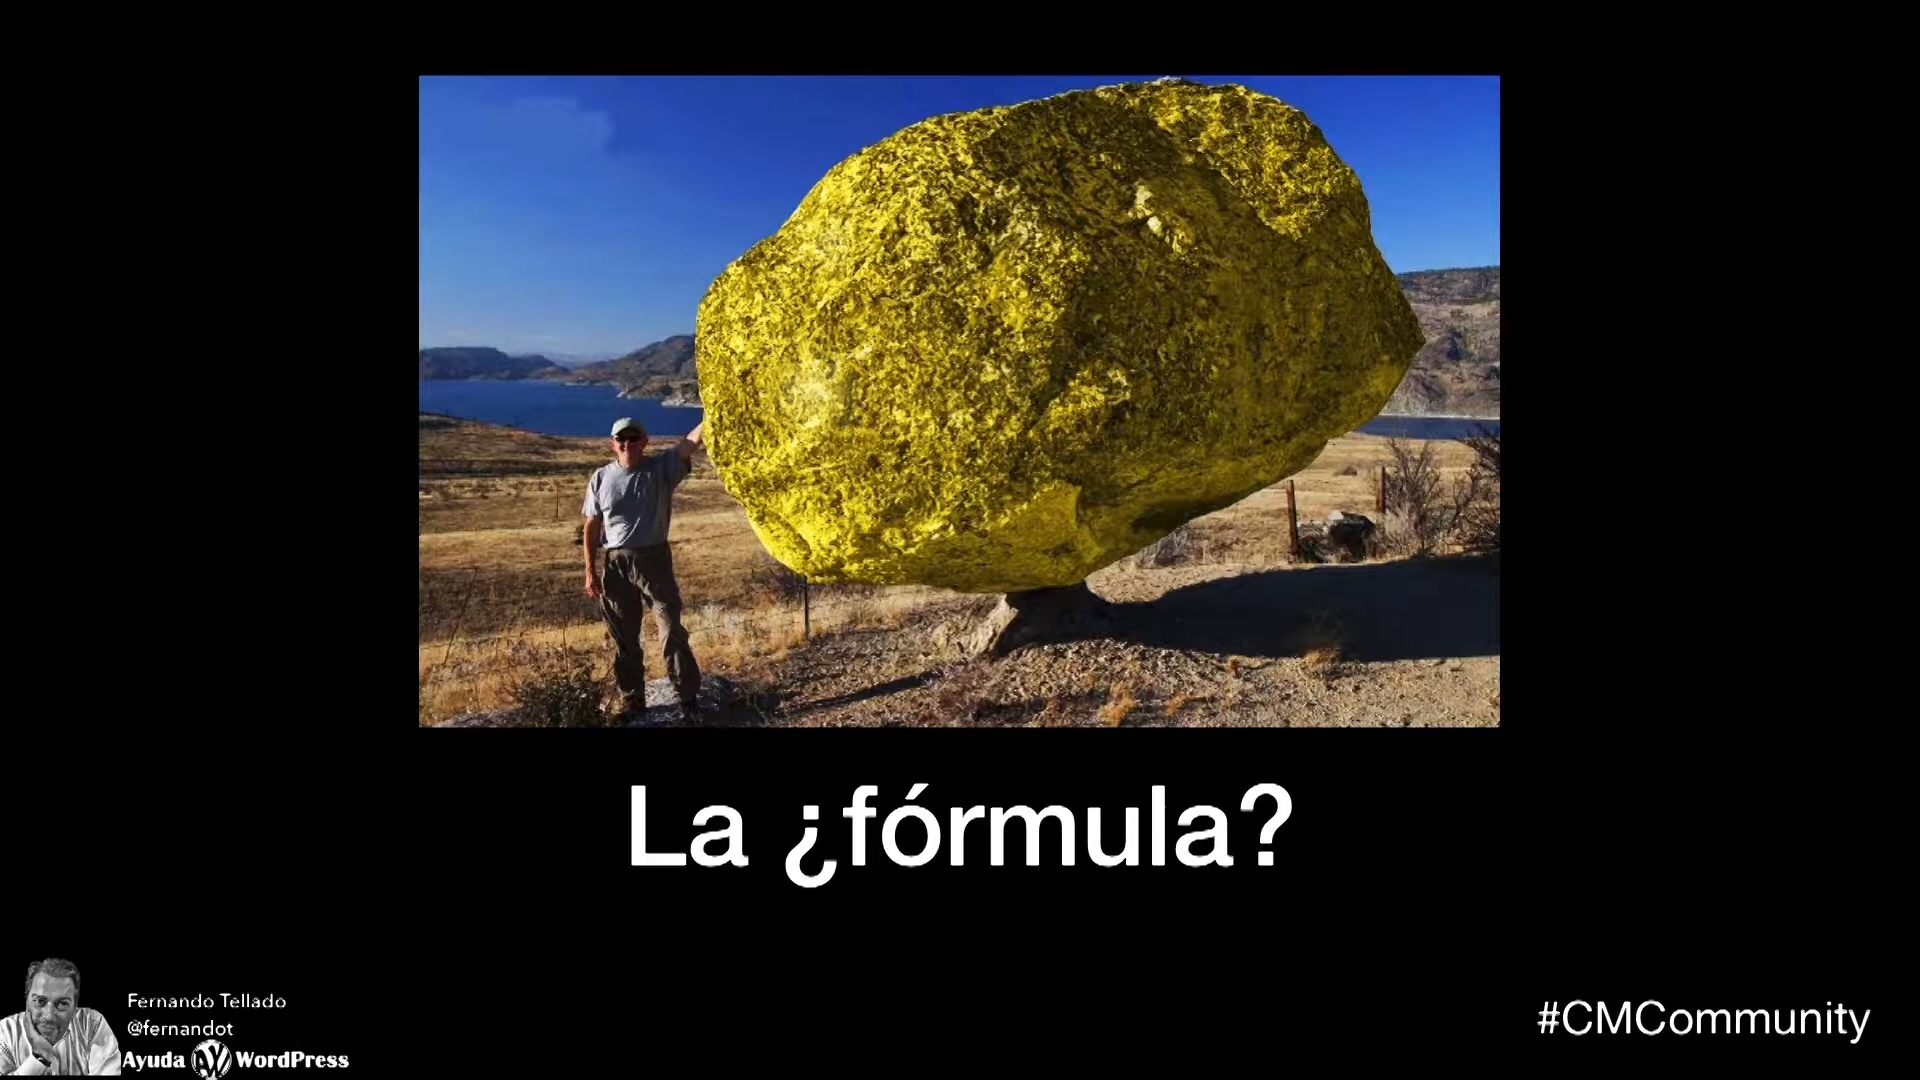 La ¿fórmula?
Fernando Tellado
@fernandot
Ayuda W WordPress
#CMCommunity